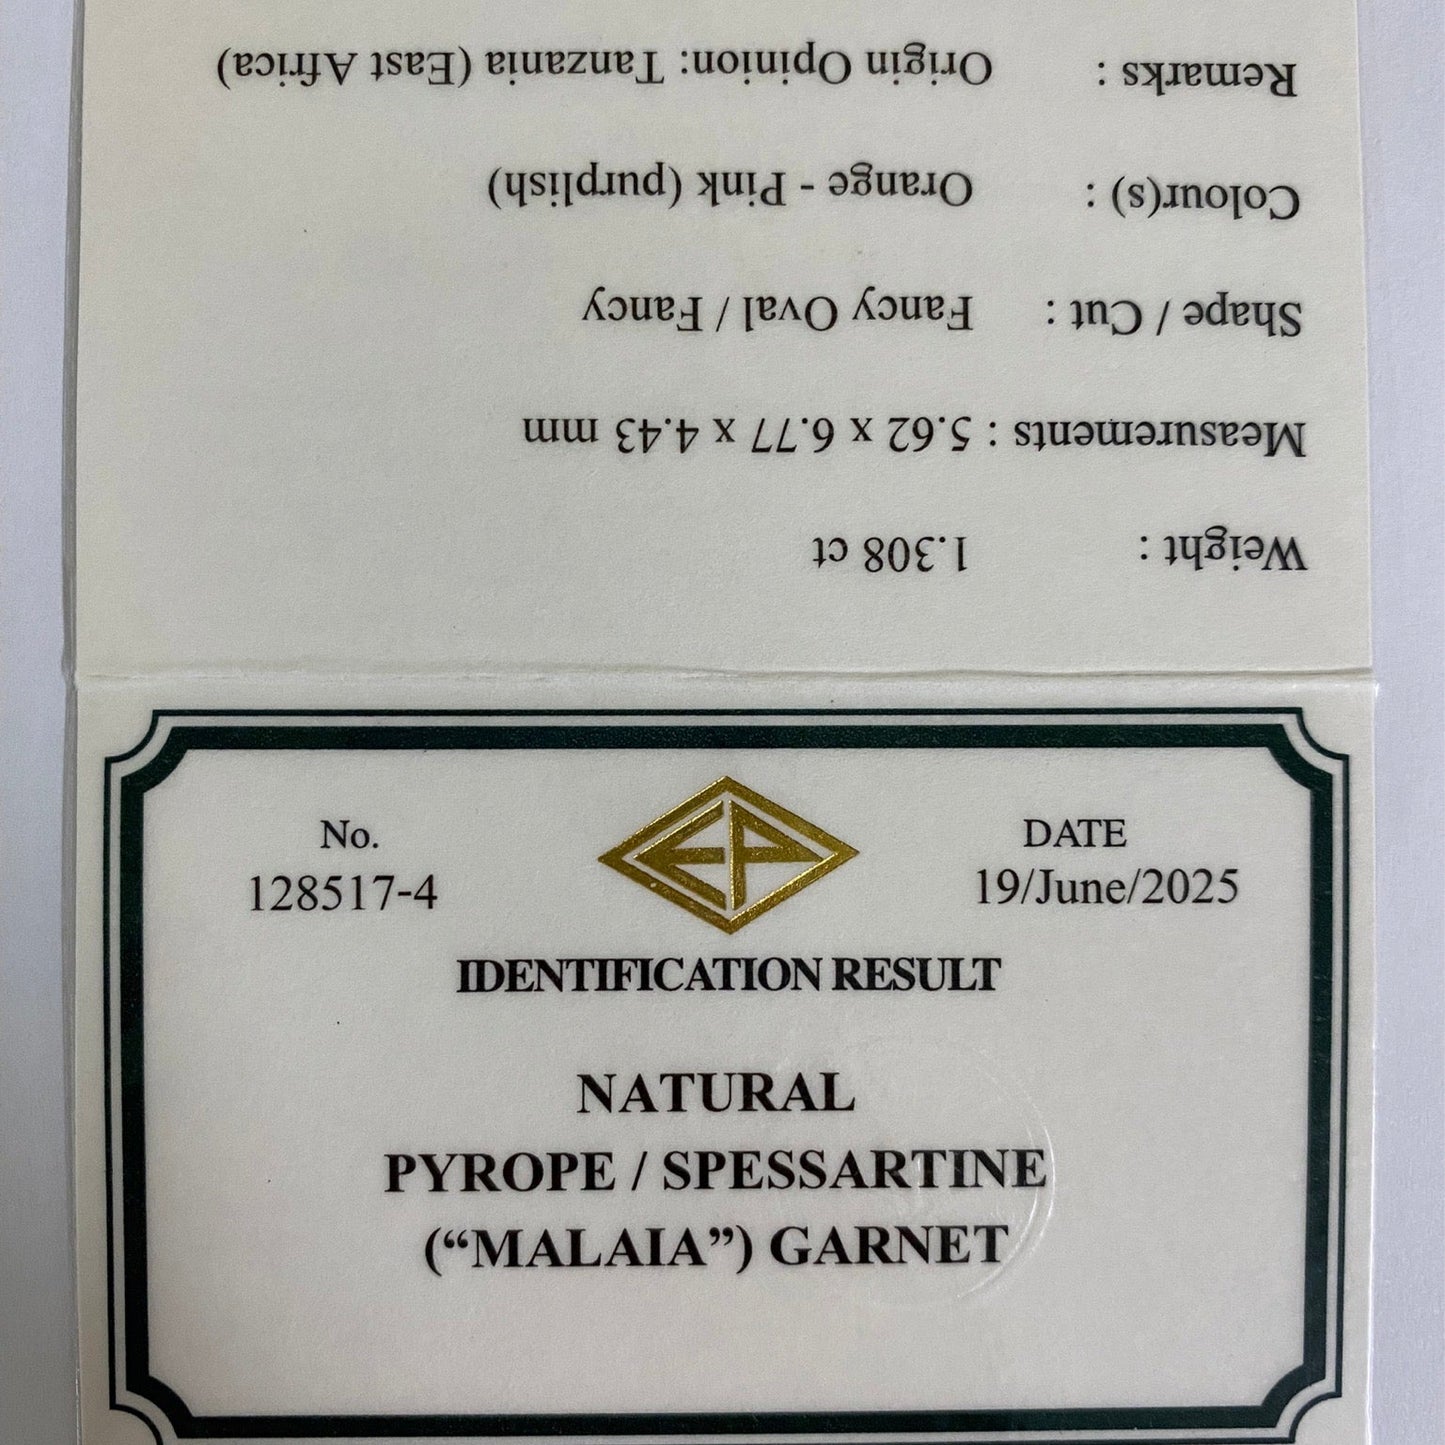 No.
128517-4
EP
DATE
19/June/2025
IDENTIFICATION RESULT
NATURAL
PYROPE / SPESSARTINE
(“MALAIA”) GARNET
Weight : 1.308 ct
Measurements : 5.62 x 6.77 x 4.43 mm
Shape / Cut : Fancy Oval / Fancy
Colour(s) : Orange - Pink (purplish)
Remarks : Origin Opinion: Tanzania (East Africa)